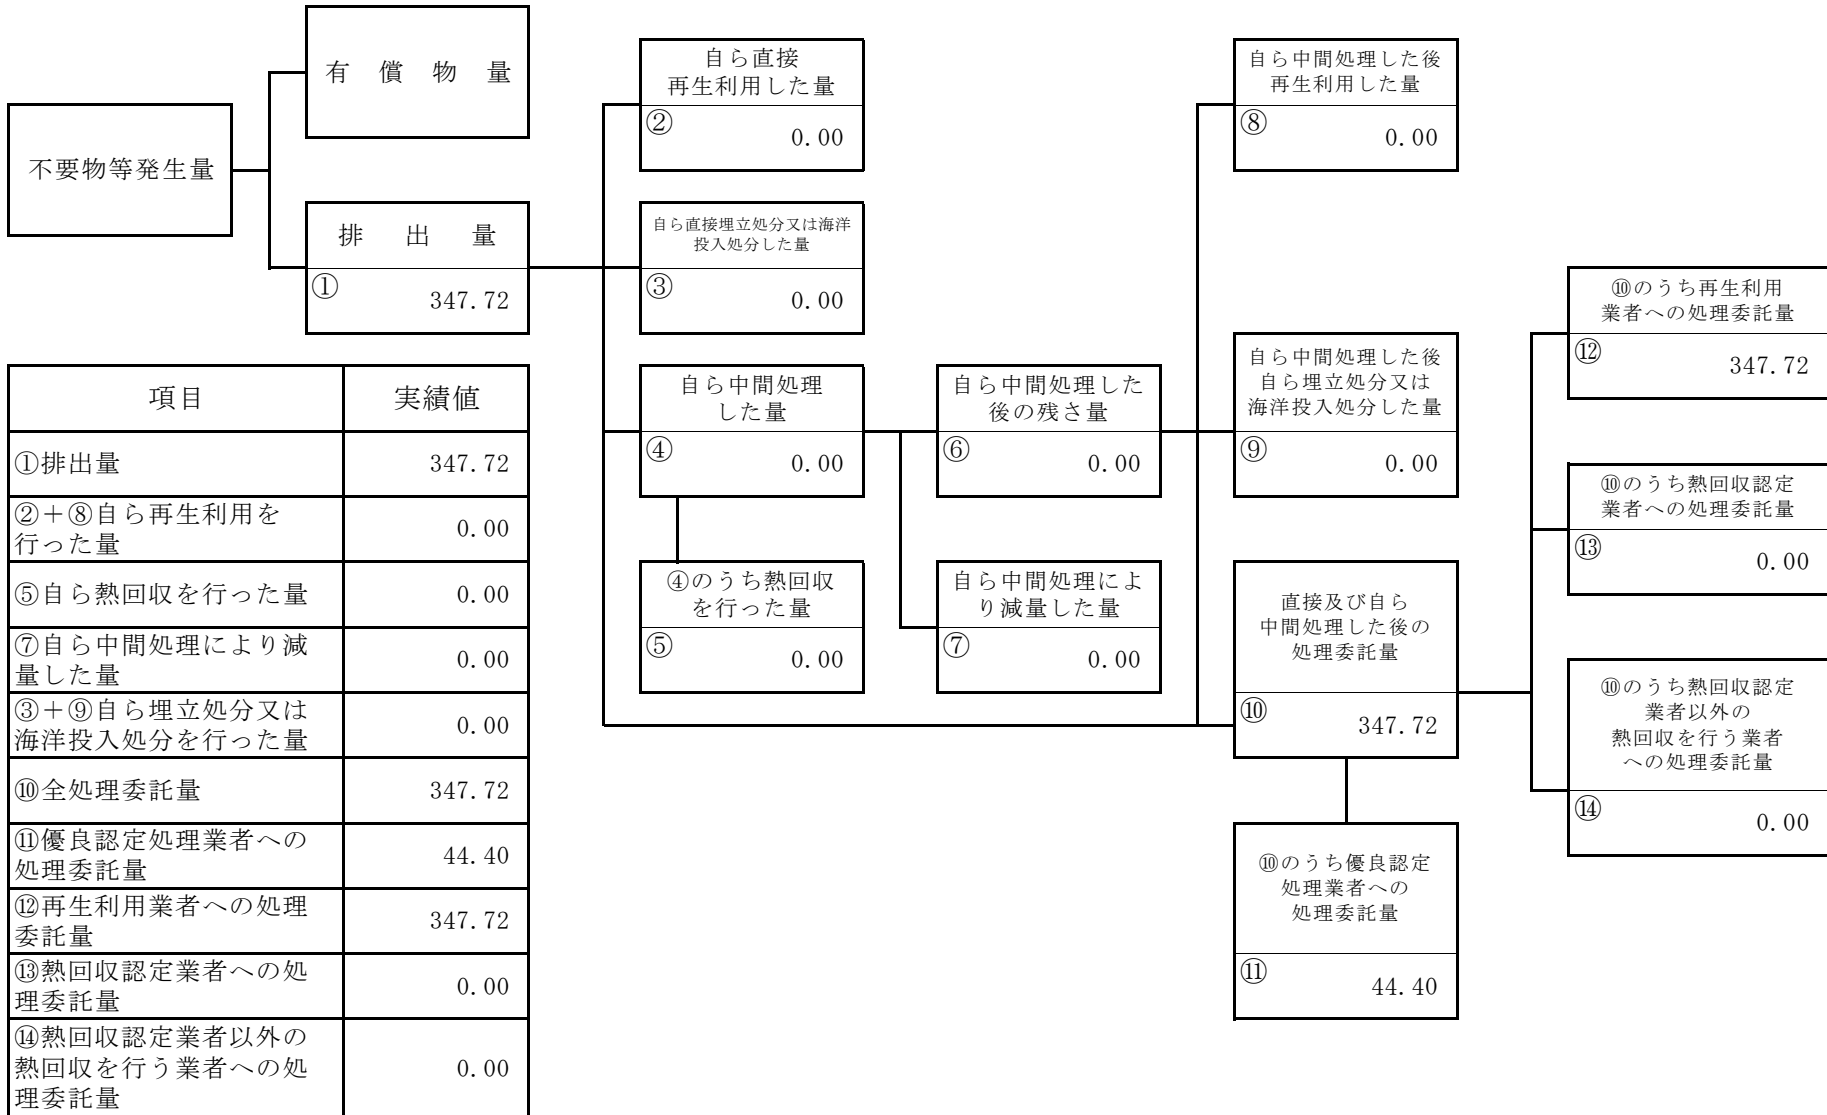 不要物等発生量
有償物量
排出量
①
347.72
自ら直接
再生利用した量
②
0.00
自ら直接埋立処分又は海洋
投入処分した量
③
0.00
自ら中間処理
した量
④
0.00
④のうち熱回収
を行った量
⑤
0.00
自ら中間処理した
後の残さ量
⑥
0.00
自ら中間処理によ
り減量した量
⑦
0.00
自ら中間処理した後
再生利用した量
⑧
0.00
自ら中間処理した後
自ら埋立処分又は
海洋投入処分した量
⑨
0.00
直接及び自ら
中間処理した後の
処理委託量
⑩
347.72
⑩のうち優良認定
処理業者への
処理委託量
⑪
44.40
⑩のうち再生利用
業者への処理委託量
⑫
347.72
⑩のうち熱回収認定
業者への処理委託量
⑬
0.00
⑩のうち熱回収認定
業者以外の
熱回収を行う業者
への処理委託量
⑭
0.00
項目 実績値
①排出量 347.72
②+⑧自ら再生利用を
行った量 0.00
⑤自ら熱回収を行った量 0.00
⑦自ら中間処理により減
量した量 0.00
③+⑨自ら埋立処分又は
海洋投入処分を行った量 0.00
⑩全処理委託量 347.72
⑪優良認定処理業者への
処理委託量 44.40
⑫再生利用業者への処理
委託量 347.72
⑬熱回収認定業者への処
理委託量 0.00
⑭熱回収認定業者以外の
熱回収を行う業者への処
理委託量 0.00